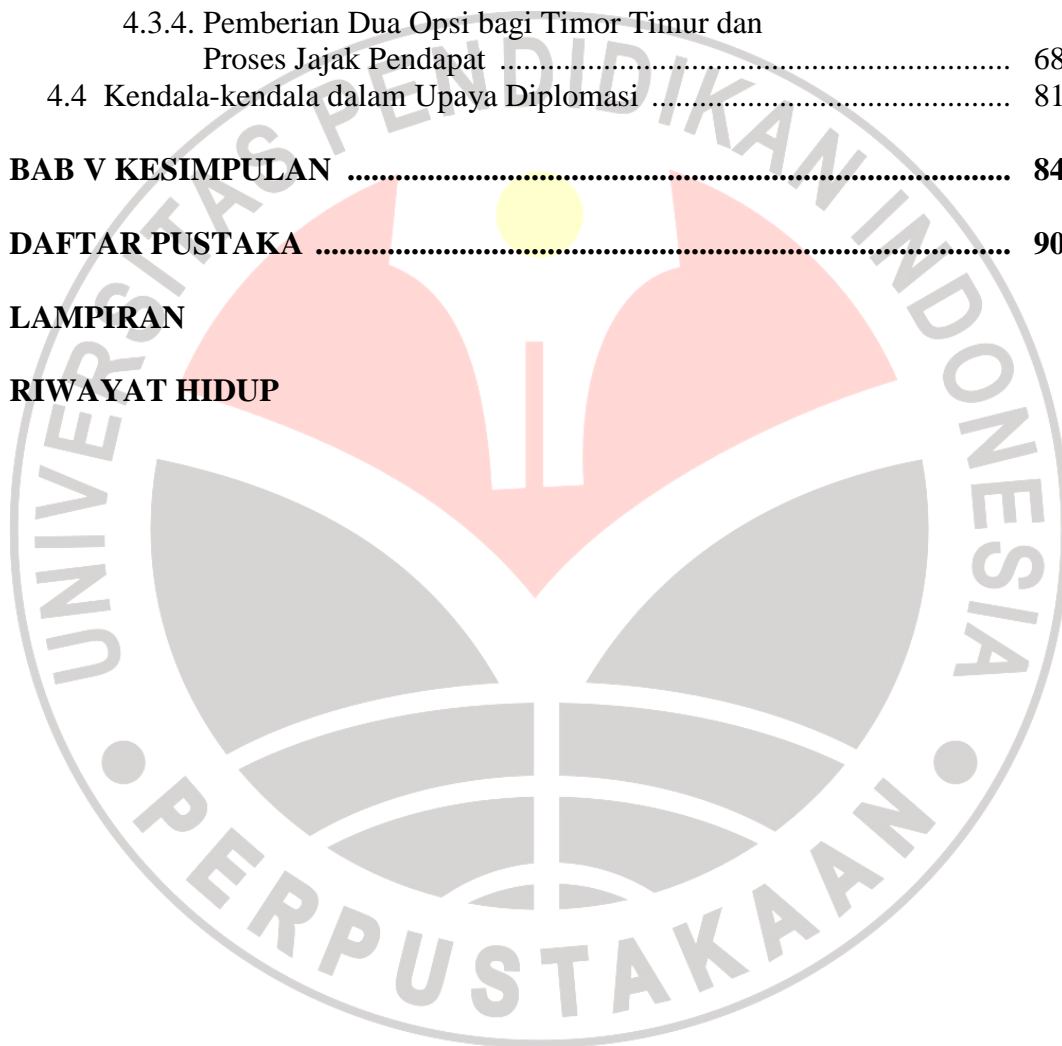 4.3.4. Pemberian Dua Opsi bagi Timor Timur dan
Proses Jajak Pendapat ................................................................. 68
4.4 Kendala-kendala dalam Upaya Diplomasi .............................................. 81
BAB V KESIMPULAN .................................................................................... 84
DAFTAR PUSTAKA ........................................................................................ 90
LAMPIRAN
RIWAYAT HIDUP
UNIVERSITAS PENDIDIKAN INDONESIA
PERPUSTAKAAN